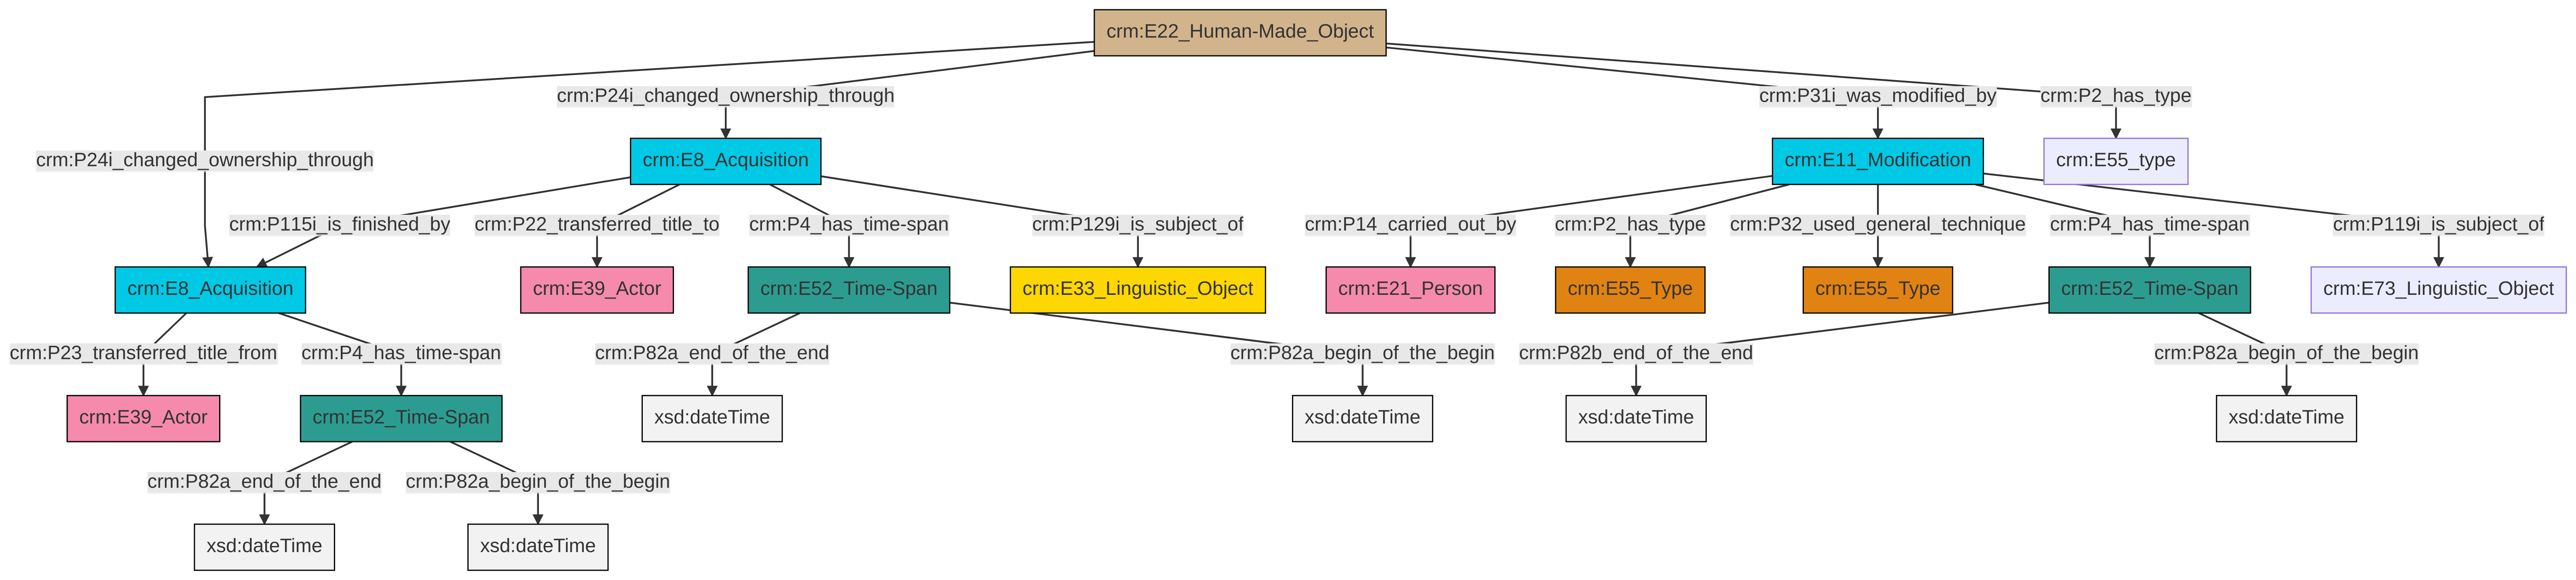 crm:E22_Human-Made_Object
crm:P24i_changed_ownership_through
crm:P31i_was_modified_by
crm:P2_has_type
crm:P24i_changed_ownership_through
crm:E8_Acquisition
crm:E11_Modification
crm:E55_type
crm:P115i_is_finished_by
crm:P22_transferred_title_to
crm:P4_has_time-span
crm:P129i_is_subject_of
crm:P14_carried_out_by
crm:P2_has_type
crm:P32_used_general_technique
crm:P4_has_time-span
crm:P119i_is_subject_of
crm:E8_Acquisition
crm:E39_Actor
crm:E52_Time-Span
crm:E33_Linguistic_Object
crm:E21_Person
crm:E55_Type
crm:E55_Type
crm:E52_Time-Span
crm:E73_Linguistic_Object
crm:P23_transferred_title_from
crm:P4_has_time-span
crm:P82a_end_of_the_end
crm:P82a_begin_of_the_begin
crm:P82b_end_of_the_end
crm:P82a_begin_of_the_begin
crm:E39_Actor
crm:E52_Time-Span
xsd:dateTime
xsd:dateTime
xsd:dateTime
xsd:dateTime
crm:P82a_end_of_the_end
crm:P82a_begin_of_the_begin
xsd:dateTime
xsd:dateTime